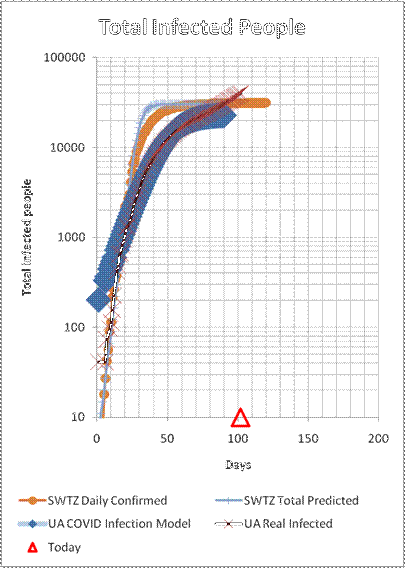 Total Infected People
100000
10000
1000
100
10
Total Infected people
0 50 100 150 200
Days
SWTZ Daily Confirmed SWTZ Total Predicted
UA COVID Infection Model UA Real Infected
Today